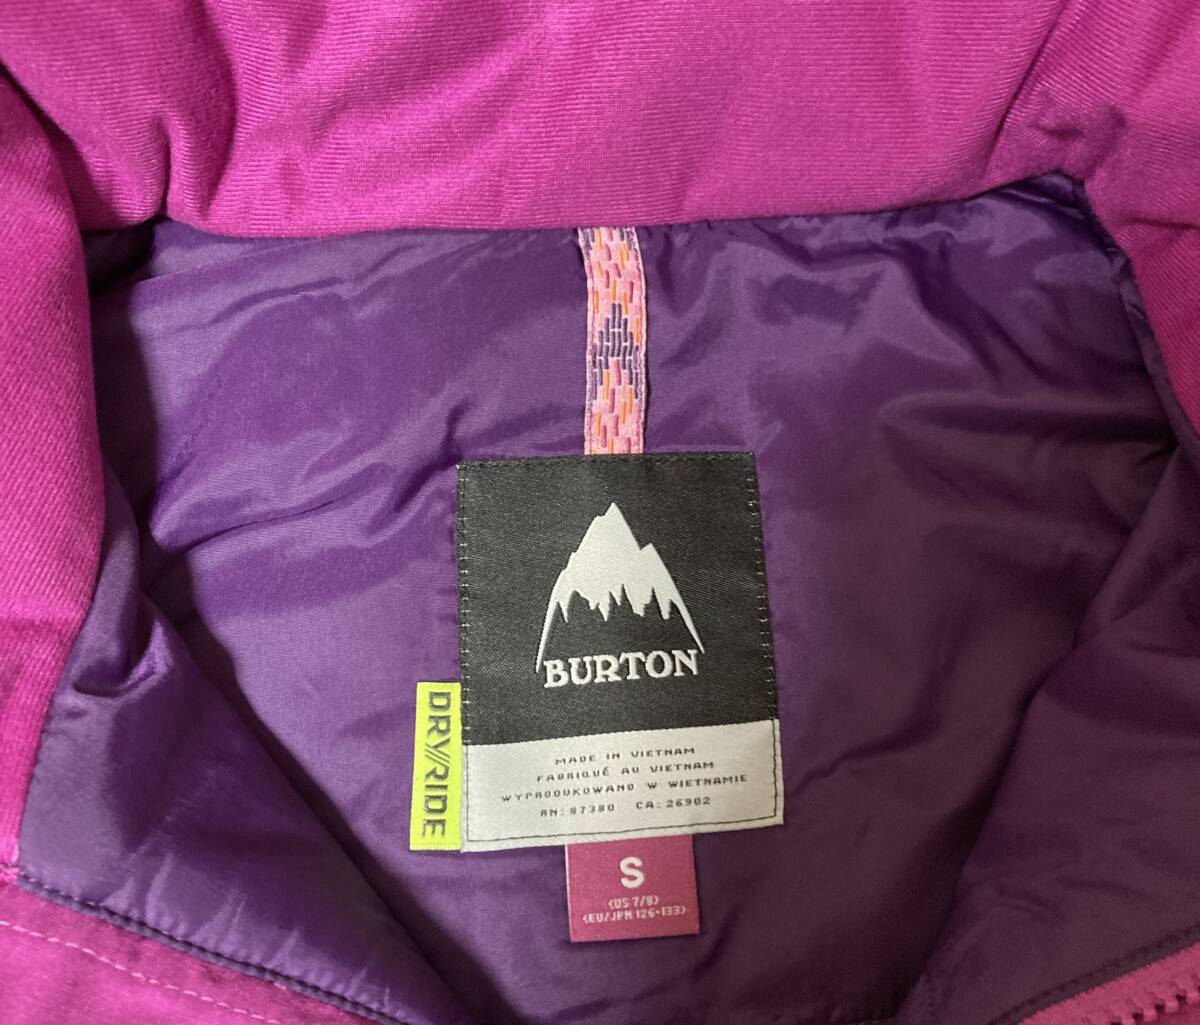 BURTON
DRY//RIDE
MADE IN VIETNAM
FABRIQUÉ AU VIETNAM
WYPRODUKOWANO W WIETNAMIE
RN: 87380 CA: 26902
S
<US 7/8>
<EU/JPN 126-133>